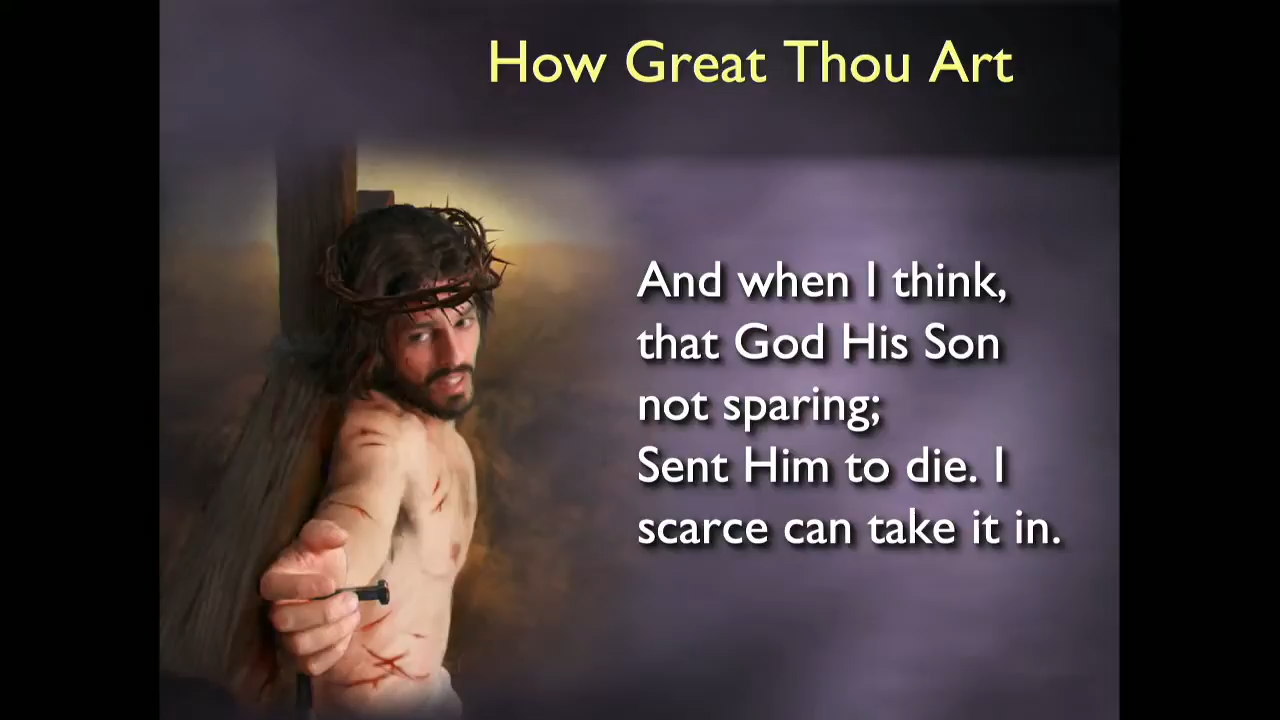 How Great Thou Art
And when I think,
that God His Son
not sparing;
Sent Him to die. I
scarce can take it in.